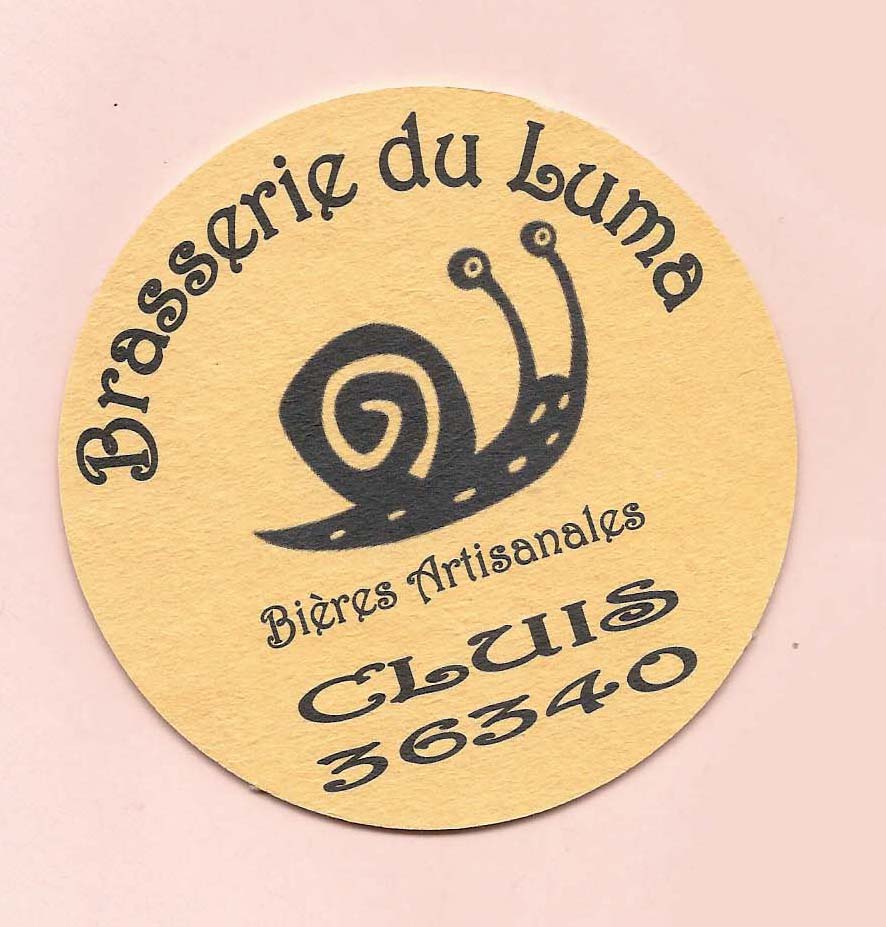 Brasserie du Luma
Bières Artisanales
CLUIS
36340